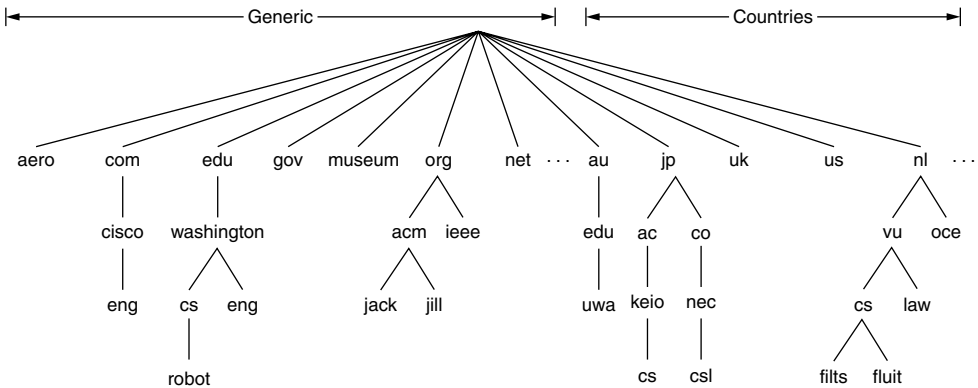 Generic Countries
aero com edu gov museum org net ··· au jp uk us nl ···
cisco washington acm ieee edu ac co vu oce
eng cs eng jack jill uwa keio nec cs law
robot cs csl filts fluit